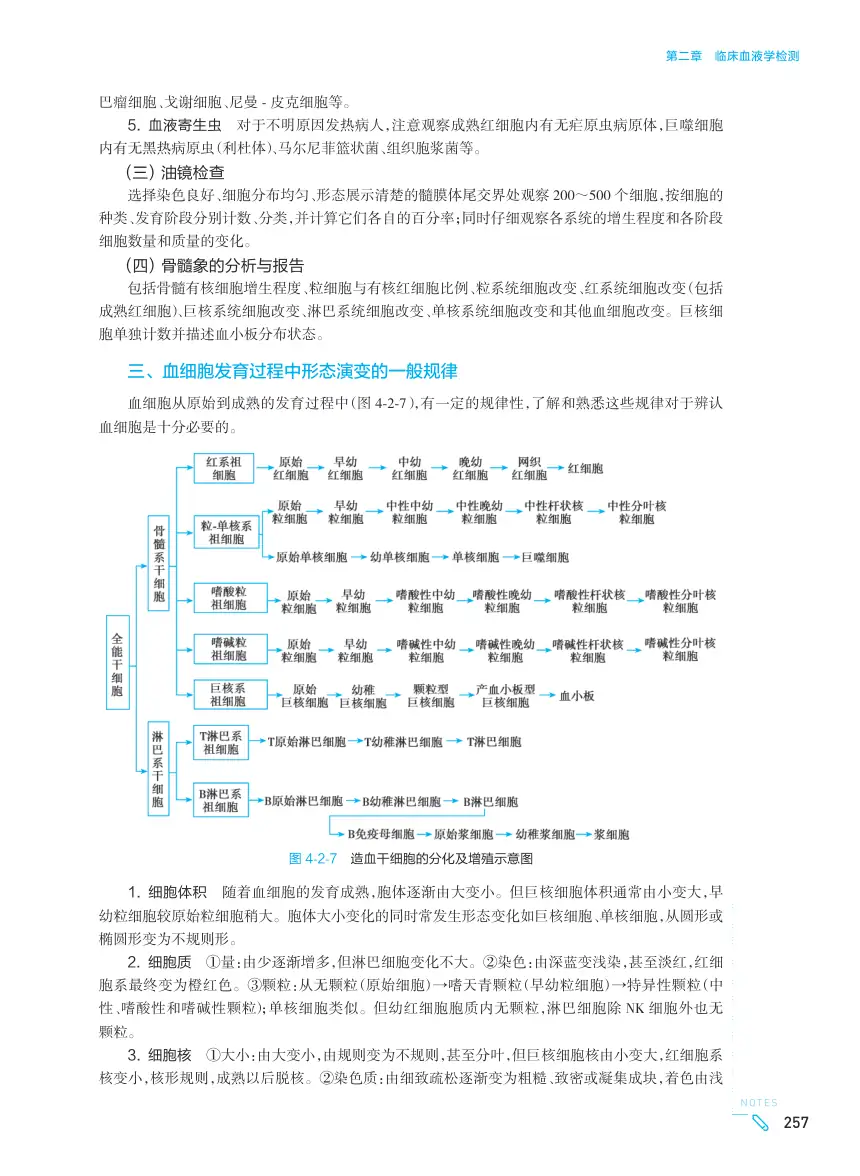 第二章 临床血液学检测
巴瘤细胞、戈谢细胞、尼曼 - 皮克细胞等。
5. 血液寄生虫 对于不明原因发热病人，注意观察成熟红细胞内有无疟原虫病原体，巨噬细胞
内有无黑热病原虫（利杜体）、马尔尼菲篮状菌、组织胞浆菌等。
（三）油镜检查
选择染色良好、细胞分布均匀、形态展示清楚的髓膜体尾交界处观察 200～500 个细胞，按细胞的
种类、发育阶段分别计数、分类，并计算它们各自的百分率；同时仔细观察各系统的增生程度和各阶段
细胞数量和质量的变化。
（四）骨髓象的分析与报告
包括骨髓有核细胞增生程度、粒细胞与有核红细胞比例、粒系统细胞改变、红系统细胞改变（包括
成熟红细胞）、巨核系统细胞改变、淋巴系统细胞改变、单核系统细胞改变和其他血细胞改变。巨核细
胞单独计数并描述血小板分布状态。
三、血细胞发育过程中形态演变的一般规律
血细胞从原始到成熟的发育过程中（图 4-2-7），有一定的规律性，了解和熟悉这些规律对于辨认
血细胞是十分必要的。
全能干细胞
骨髓系干细胞
红系祖细胞 原始红细胞 早幼红细胞 中幼红细胞 晚幼红细胞 网织红细胞 红细胞
粒-单核系祖细胞 原始粒细胞 早幼粒细胞 中性中幼粒细胞 中性晚幼粒细胞 中性杆状核粒细胞 中性分叶核粒细胞
原始单核细胞 幼单核细胞 单核细胞 巨噬细胞
嗜酸粒祖细胞 原始粒细胞 早幼粒细胞 嗜酸性中幼粒细胞 嗜酸性晚幼粒细胞 嗜酸性杆状核粒细胞 嗜酸性分叶核粒细胞
嗜碱粒祖细胞 原始粒细胞 早幼粒细胞 嗜碱性中幼粒细胞 嗜碱性晚幼粒细胞 嗜碱性杆状核粒细胞 嗜碱性分叶核粒细胞
巨核系祖细胞 原始巨核细胞 幼稚巨核细胞 颗粒型巨核细胞 产血小板型巨核细胞 血小板
淋巴系干细胞
T淋巴系祖细胞 T原始淋巴细胞 T幼稚淋巴细胞 T淋巴细胞
B淋巴系祖细胞 B原始淋巴细胞 B幼稚淋巴细胞 B淋巴细胞
B免疫母细胞 原始浆细胞 幼稚浆细胞 浆细胞
图 4-2-7 造血干细胞的分化及增殖示意图
1. 细胞体积 随着血细胞的发育成熟，胞体逐渐由大变小。但巨核细胞体积通常由小变大，早
幼粒细胞较原始粒细胞稍大。胞体大小变化的同时常发生形态变化如巨核细胞、单核细胞，从圆形或
椭圆形变为不规则形。
2. 细胞质 ①量：由少逐渐增多，但淋巴细胞变化不大。②染色：由深蓝变浅染，甚至淡红，红细
胞系最终变为橙红色。③颗粒：从无颗粒（原始细胞）→嗜天青颗粒（早幼粒细胞）→特异性颗粒（中
性、嗜酸性和嗜碱性颗粒）；单核细胞类似。但幼红细胞胞质内无颗粒，淋巴细胞除 NK 细胞外也无
颗粒。
3. 细胞核 ①大小：由大变小，由规则变为不规则，甚至分叶，但巨核细胞核由小变大，红细胞系
核变小，核形规则，成熟以后脱核。②染色质：由细致疏松逐渐变为粗糙、致密或凝集成块，着色由浅
NOTES
257